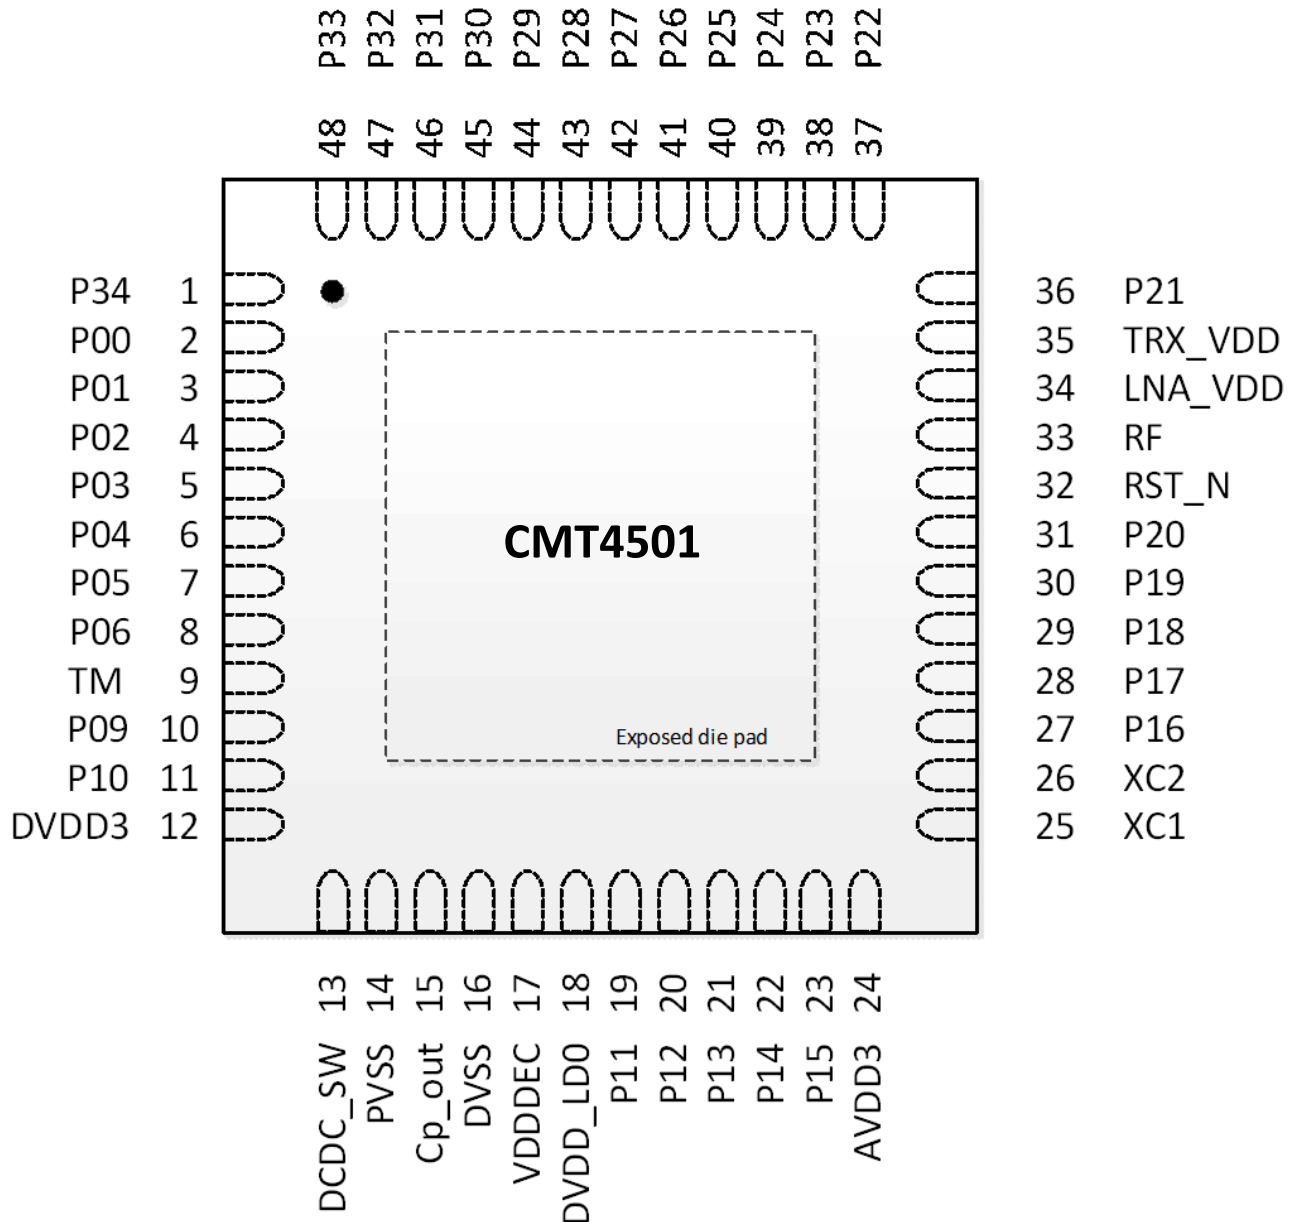 P33 P32 P31 P30 P29 P28 P27 P26 P25 P24 P23 P22
48 47 46 45 44 43 42 41 40 39 38 37
P34 1 36 P21
P00 2 35 TRX_VDD
P01 3 34 LNA_VDD
P02 4 33 RF
P03 5 32 RST_N
P04 6 31 P20
CMT4501
P05 7 30 P19
P06 8 29 P18
TM 9 28 P17
P09 10 27 P16
Exposed die pad
P10 11 26 XC2
DVDD3 12 25 XC1
13 14 15 16 17 18 19 20 21 22 23 24
DCDC_SW PVSS Cp_out DVSS VDDDEC DVDD_LD0 P11 P12 P13 P14 P15 AVDD3